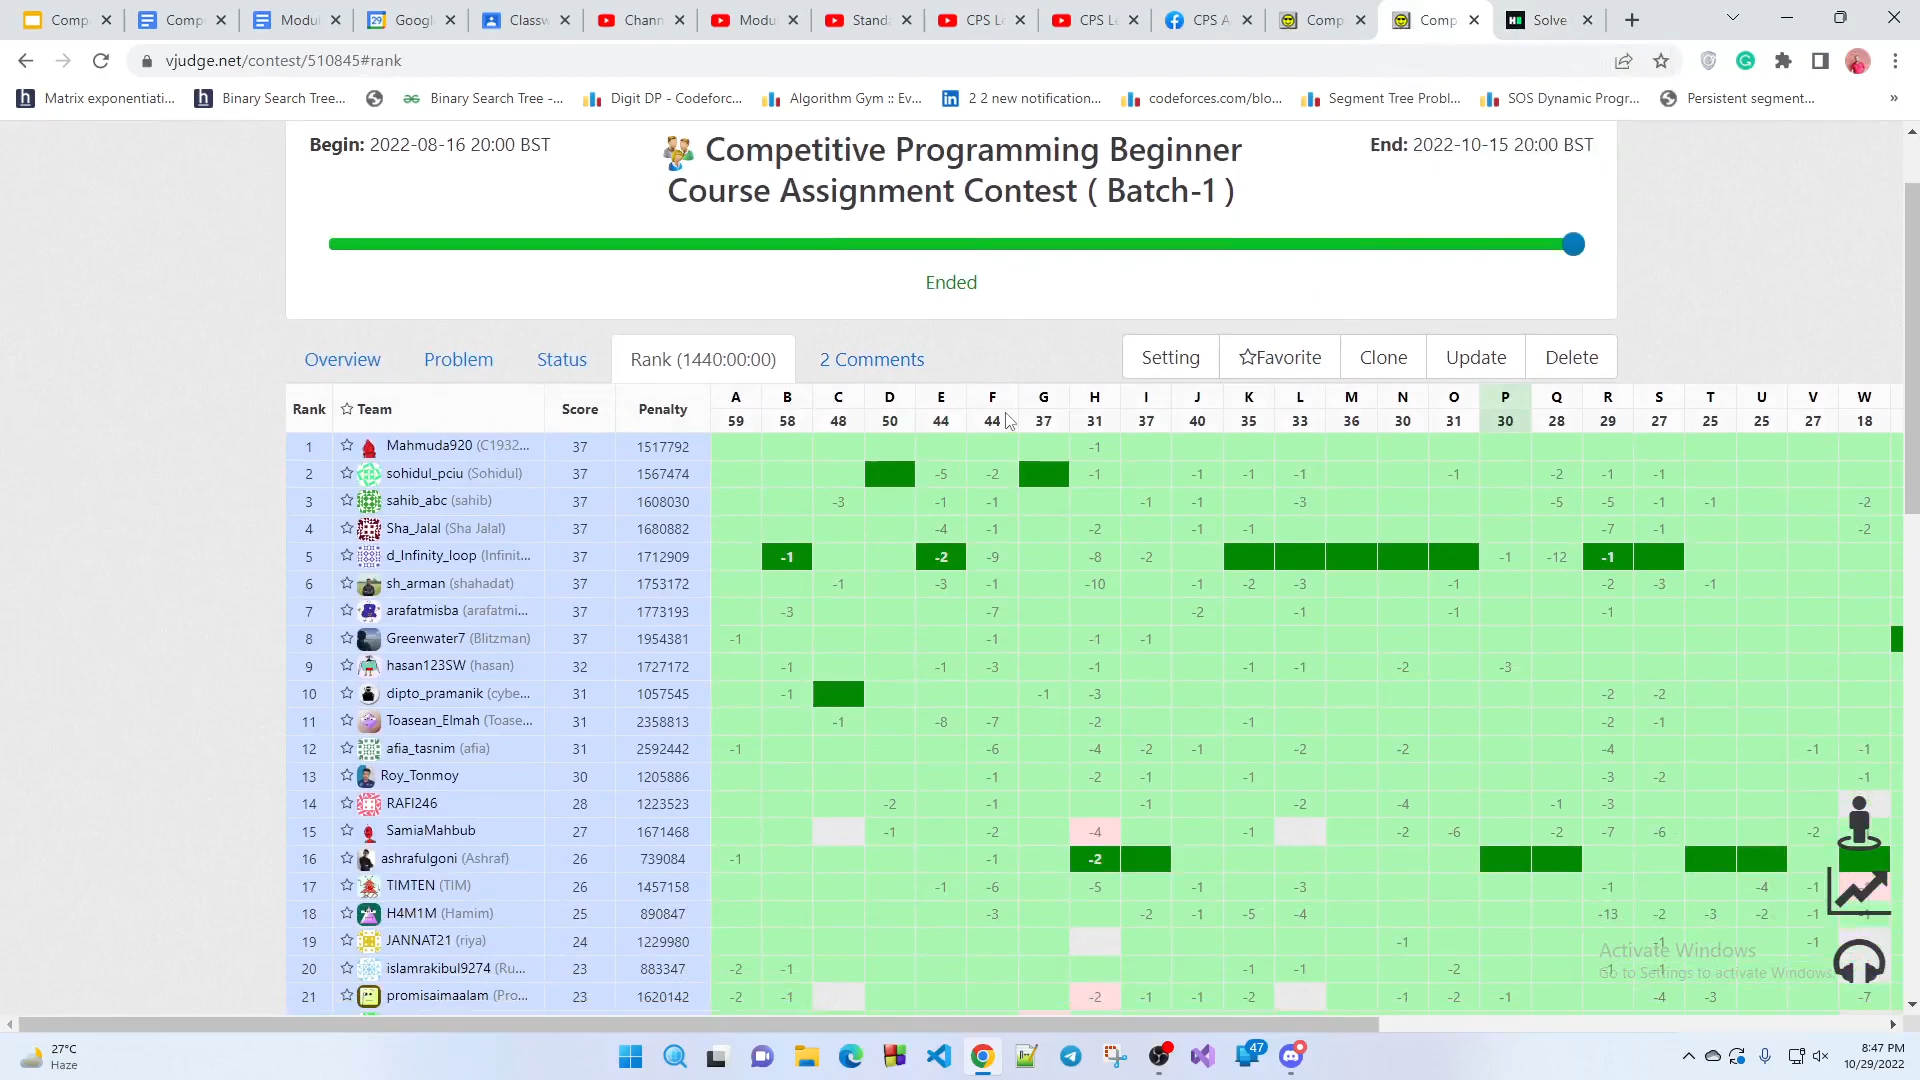 Comp
Comp
Modul
Google
Classw
Chann
Modu
Standa
CPS Le
CPS Le
CPS A
Comp
Comp
Solve
vjudge.net/contest/510845#rank
Matrix exponentiati...
Binary Search Tree...
Binary Search Tree -...
Digit DP - Codeforc...
Algorithm Gym :: Ev...
2 2 new notification...
codeforces.com/blo...
Segment Tree Probl...
SOS Dynamic Progr...
Persistent segment...
»
Begin: 2022-08-16 20:00 BST
Competitive Programming Beginner
Course Assignment Contest ( Batch-1 )
End: 2022-10-15 20:00 BST
Ended
Overview Problem Status Rank (1440:00:00) 2 Comments
Setting Favorite Clone Update Delete
Rank Team Score Penalty A B C D E F G H I J K L M N O P Q R S T U V W
59 58 48 50 44 44 37 31 37 40 35 33 36 30 31 30 28 29 27 25 25 27 18
1 Mahmuda920 (C1932... 37 1517792 -1
2 sohidul_pciu (Sohidul) 37 1567474 -5 -2 -1 -1 -1 -1 -1 -2 -1 -1
3 sahib_abc (sahib) 37 1608030 -3 -1 -1 -1 -1 -3 -5 -5 -1 -1 -2
4 Sha_Jalal (Sha Jalal) 37 1680882 -4 -1 -2 -1 -1 -7 -1 -2
5 d_Infinity_loop (Infinit... 37 1712909 -1 -2 -9 -8 -2 -1 -12 -1
6 sh_arman (shahadat) 37 1753172 -1 -3 -1 -10 -1 -2 -3 -1 -2 -3 -1
7 arafatmisba (arafatmi... 37 1773193 -3 -7 -2 -1 -1 -1
8 Greenwater7 (Blitzman) 37 1954381 -1 -1 -1 -1
9 hasan123SW (hasan) 32 1727172 -1 -1 -3 -1 -1 -1 -2 -3
10 dipto_pramanik (cybe... 31 1057545 -1 -1 -3 -2 -2
11 Toasean_Elmah (Toase... 31 2358813 -1 -8 -7 -2 -1 -2 -1
12 afia_tasnim (afia) 31 2592442 -1 -6 -4 -2 -1 -2 -2 -4 -1 -1
13 Roy_Tonmoy 30 1205886 -1 -2 -1 -1 -3 -2 -1
14 RAFI246 28 1223523 -2 -1 -1 -2 -4 -1 -3
15 SamiaMahbub 27 1671468 -1 -2 -4 -1 -2 -6 -2 -7 -6 -2
16 ashrafulgoni (Ashraf) 26 739084 -1 -1 -2
17 TIMTEN (TIM) 26 1457158 -1 -6 -5 -1 -3 -1 -4 -1
18 H4M1M (Hamim) 25 890847 -3 -2 -1 -5 -4 -13 -2 -3 -2 -1
19 JANNAT21 (riya) 24 1229980 -1 -1 -1
20 islamrakibul9274 (Ru... 23 883347 -2 -1 -1 -1 -2 -1 -1
21 promisaimaalam (Pro... 23 1620142 -2 -1 -2 -1 -1 -2 -1 -2 -1 -4 -3 -7
Activate Windows
Go to Settings to activate Windows.
27°C
Haze
47
8:47 PM
10/29/2022